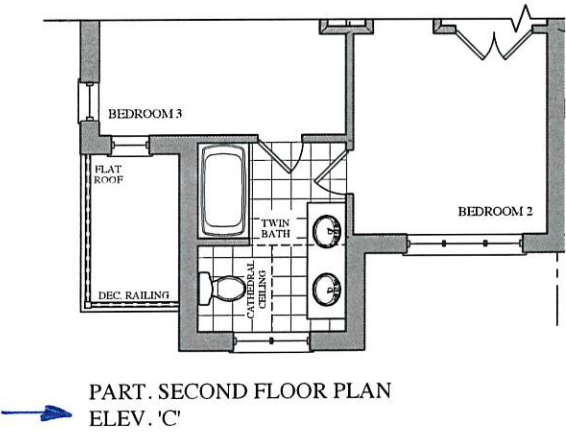 BEDROOM 3
FLAT
ROOF
TWIN
BATH
BEDROOM 2
CATHEDRAL
CEILING
DEC. RAILING
PART. SECOND FLOOR PLAN
ELEV. 'C'